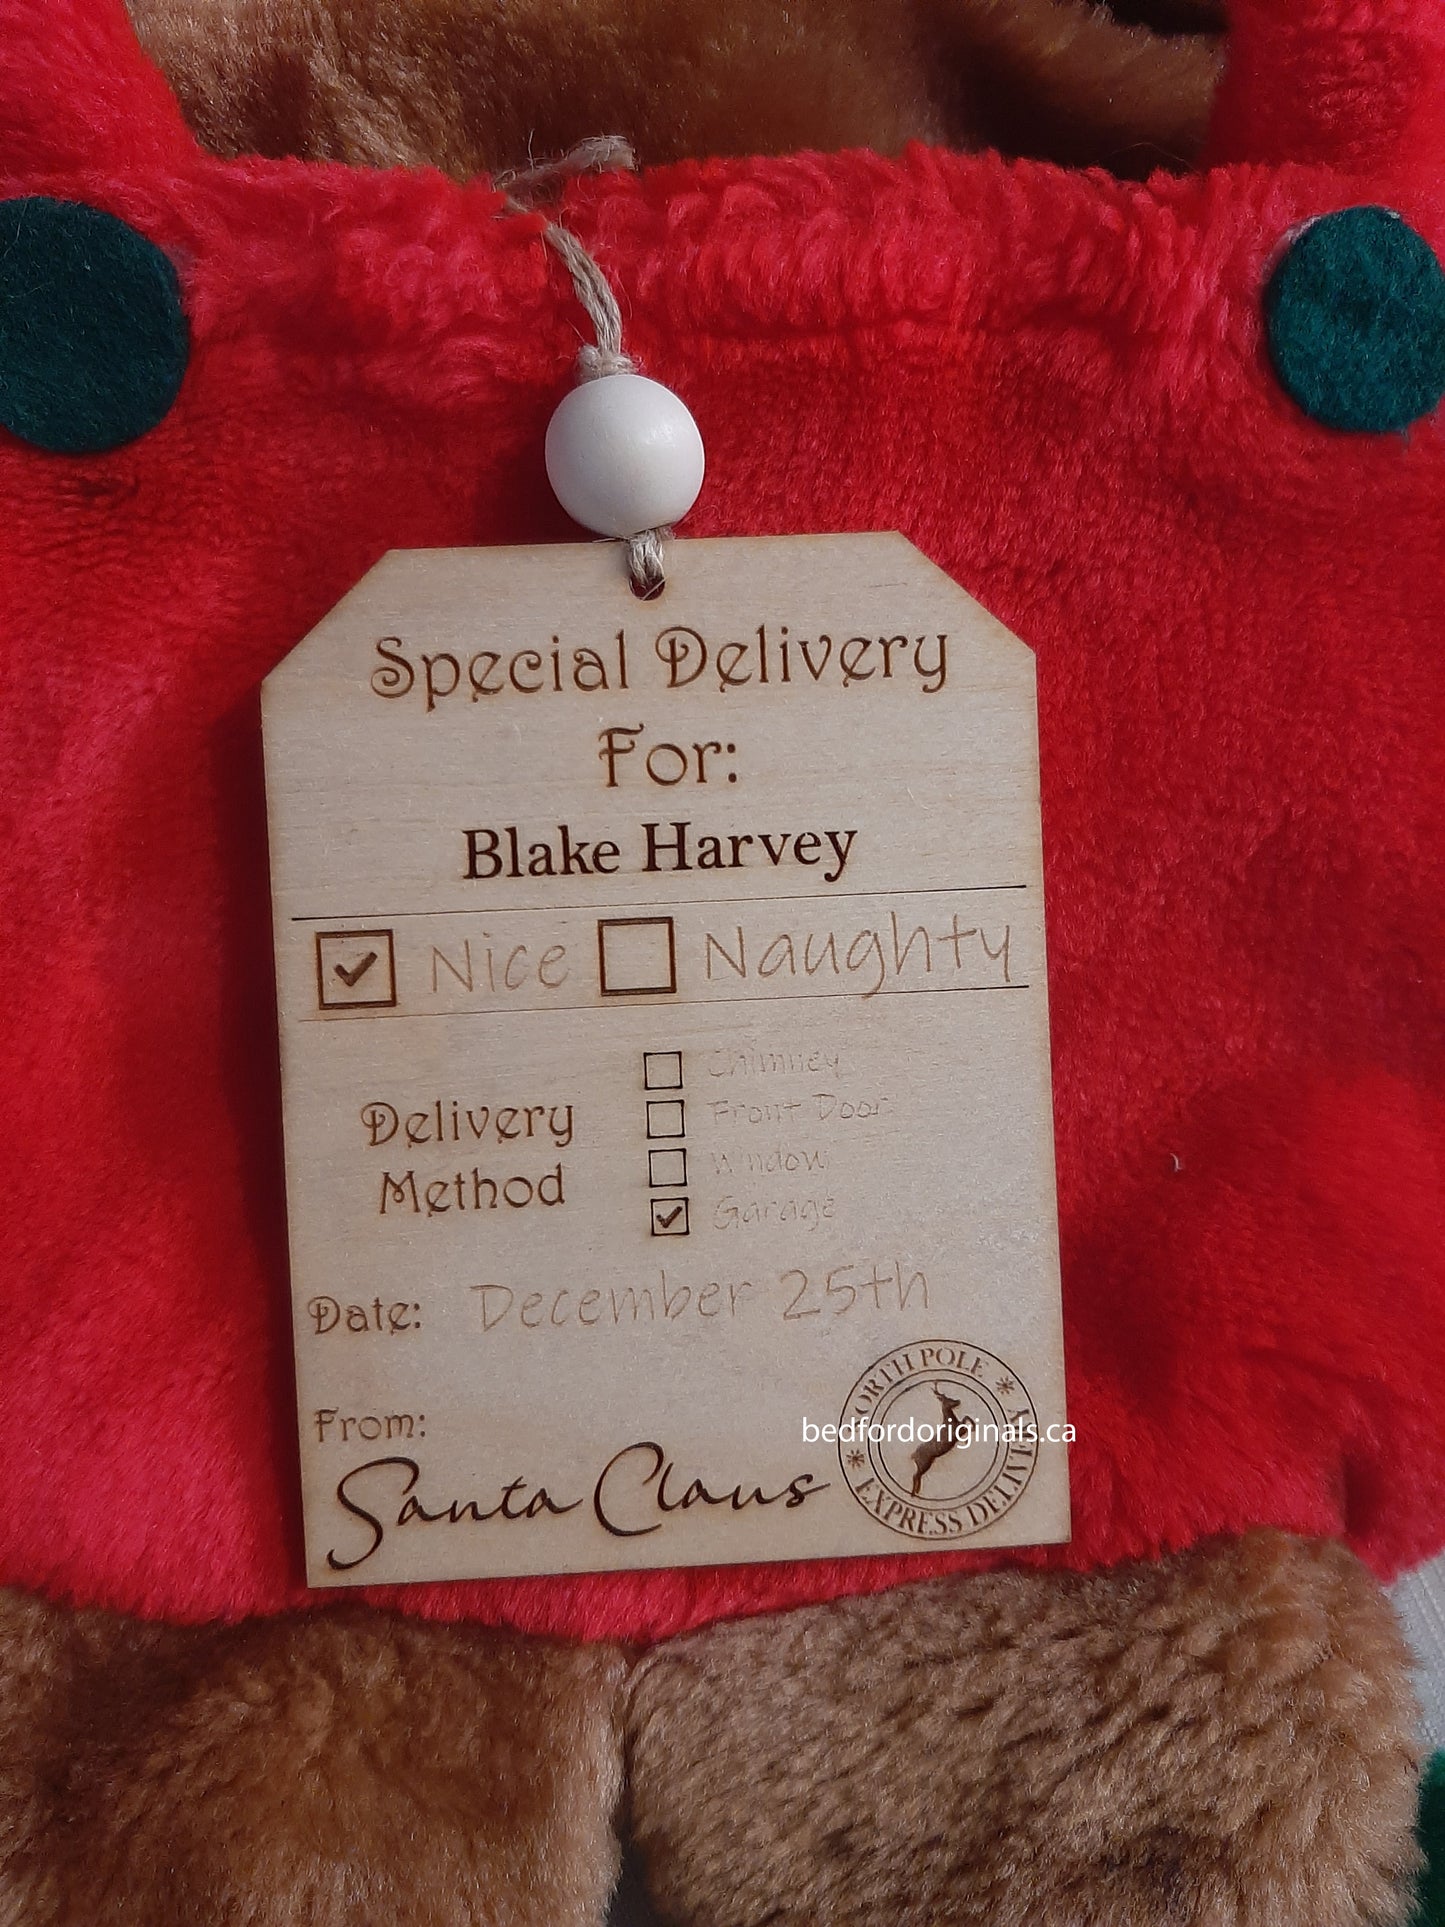 Special Delivery
For:
Blake Harvey
Nice Naughty
Delivery
Method
Chimney
Front Door
Window
Garage
Date: December 25th
From:
Santa Claus
NORTH POLE
EXPRESS DELIVERY
bedfordoriginals.ca